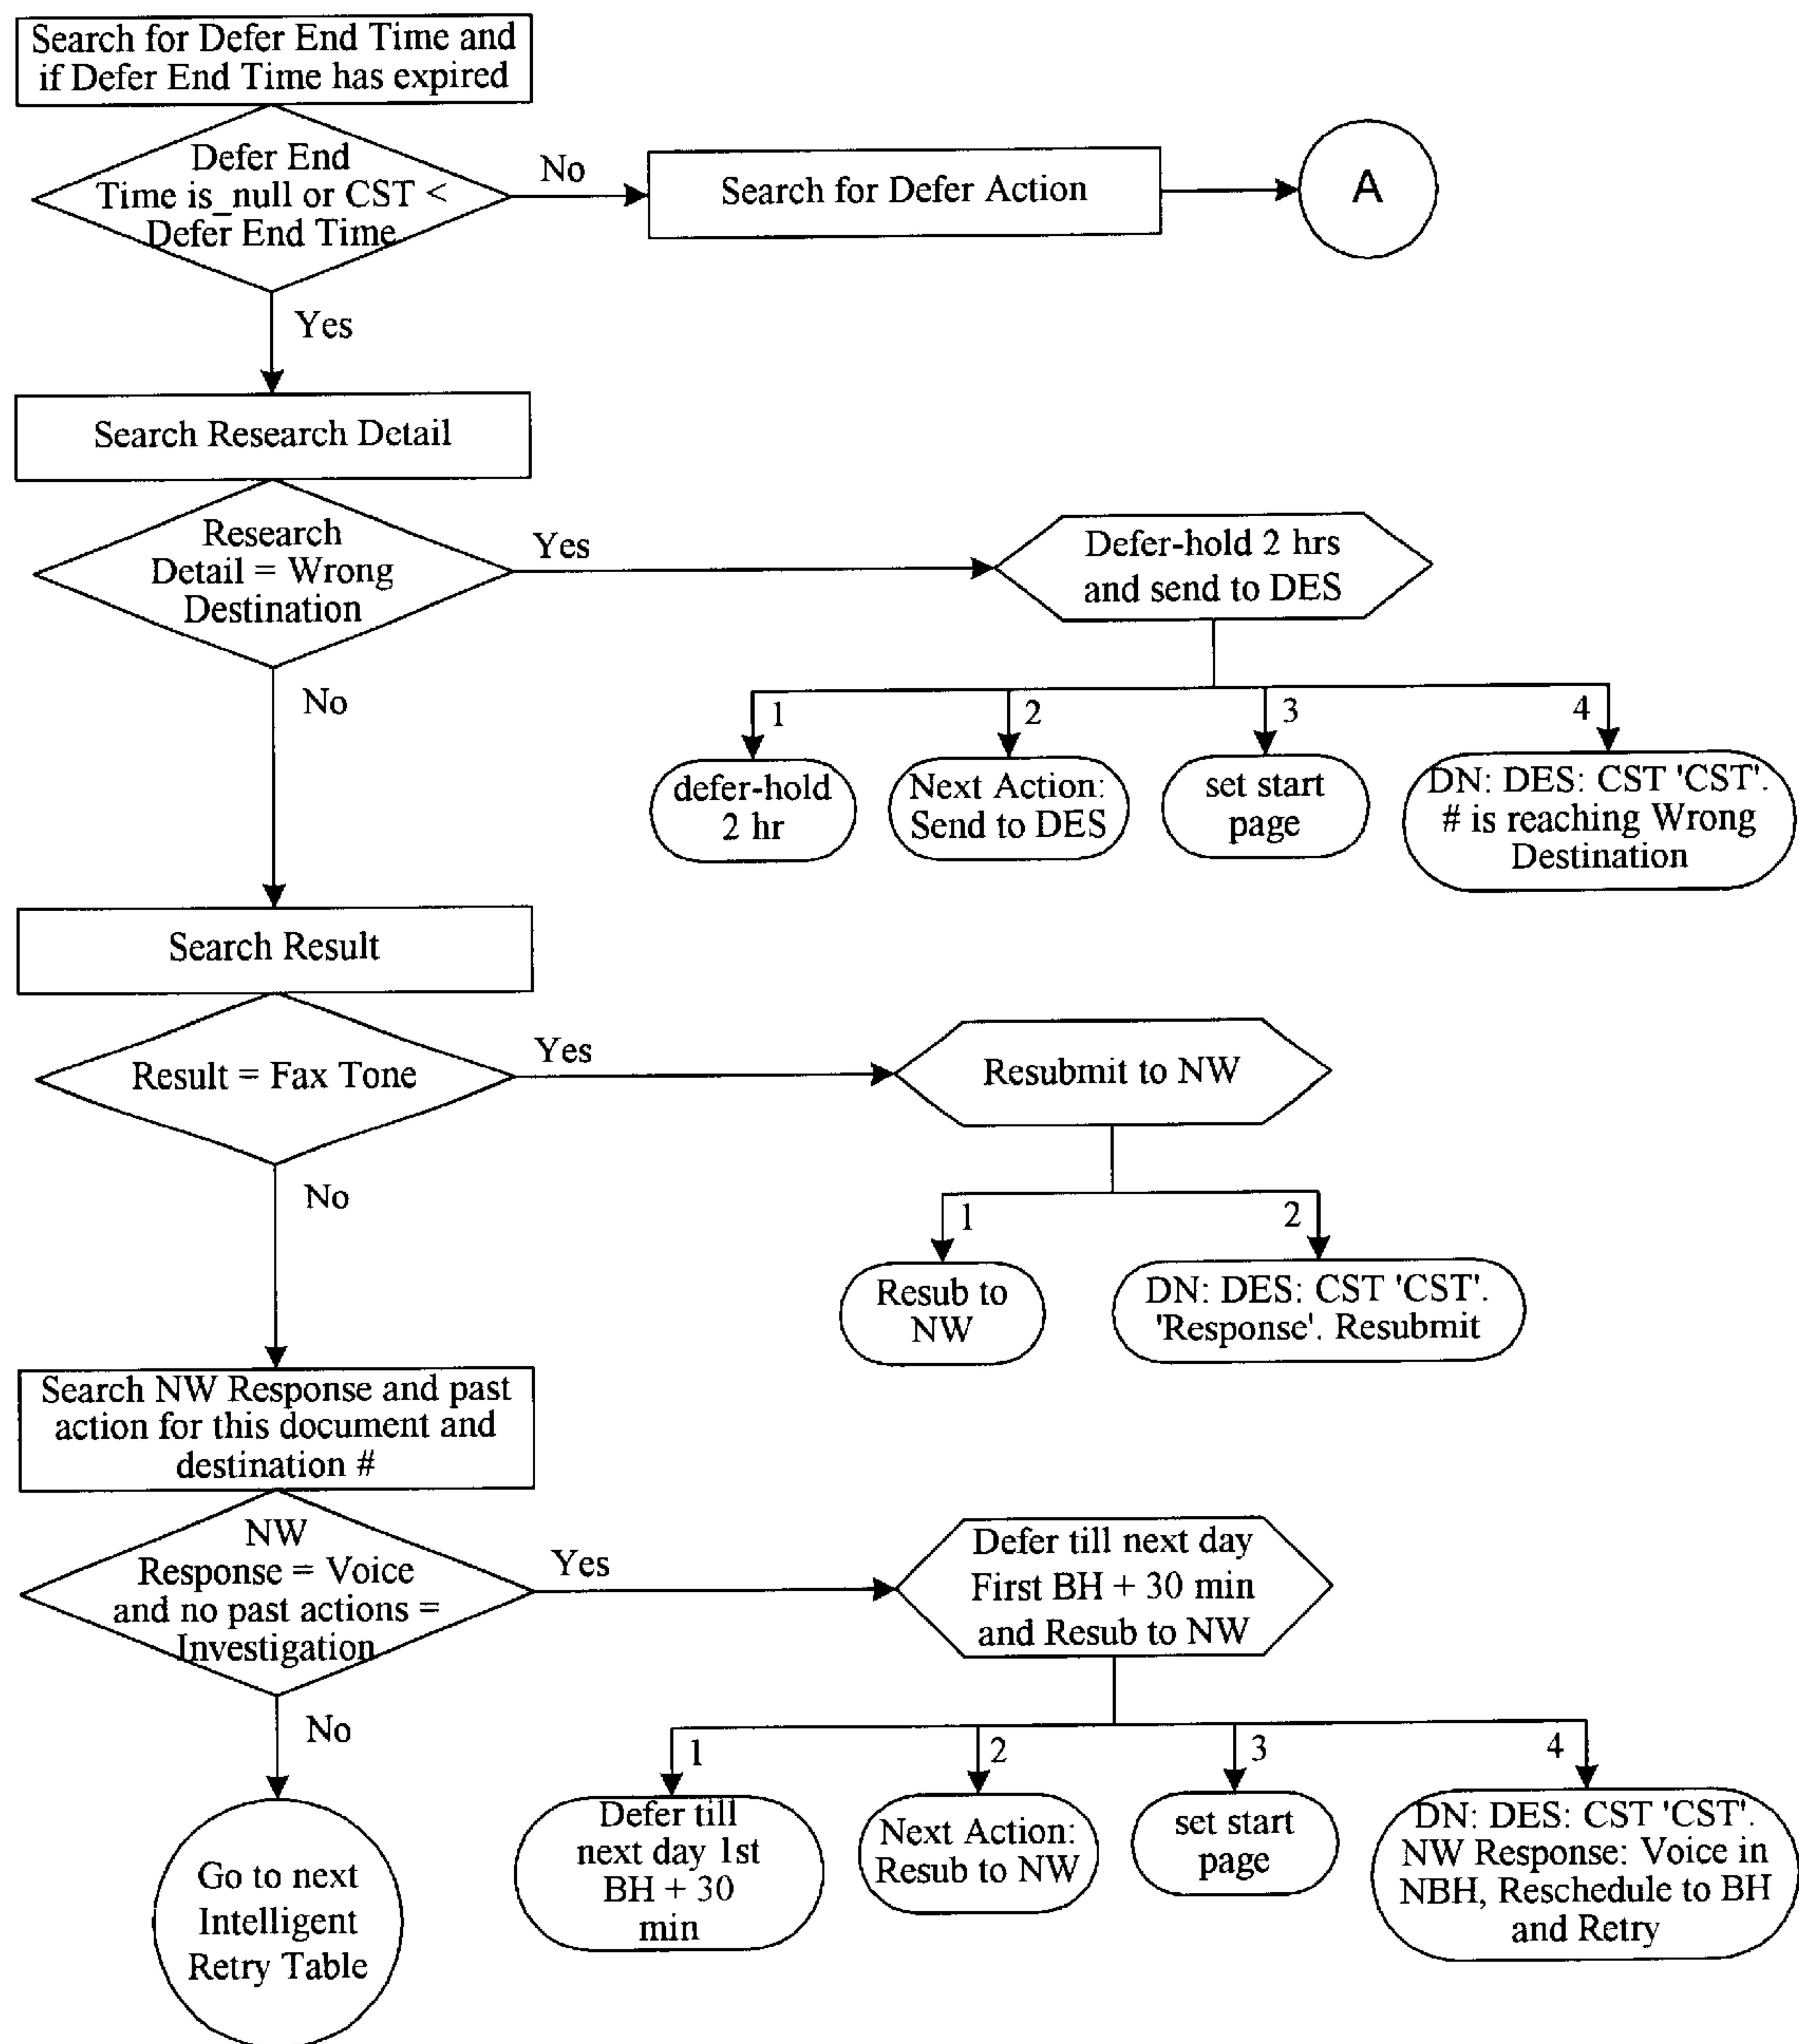 Search for Defer End Time and
if Defer End Time has expired
Defer End
Time is_null or CST <
Defer End Time
No
Search for Defer Action
A
Yes
Search Research Detail
Research
Detail = Wrong
Destination
Yes
Defer-hold 2 hrs
and send to DES
No
1
2
3
4
defer-hold
2 hr
Next Action:
Send to DES
set start
page
DN: DES: CST 'CST'.
# is reaching Wrong
Destination
Search Result
Result = Fax Tone
Yes
Resubmit to NW
No
1
2
Resub to
NW
DN: DES: CST 'CST'.
'Response'. Resubmit
Search NW Response and past
action for this document and
destination #
NW
Response = Voice
and no past actions =
Investigation
Yes
Defer till next day
First BH + 30 min
and Resub to NW
No
1
2
3
4
Defer till
next day 1st
BH + 30
min
Next Action:
Resub to NW
set start
page
DN: DES: CST 'CST'.
NW Response: Voice in
NBH, Reschedule to BH
and Retry
Go to next
Intelligent
Retry Table